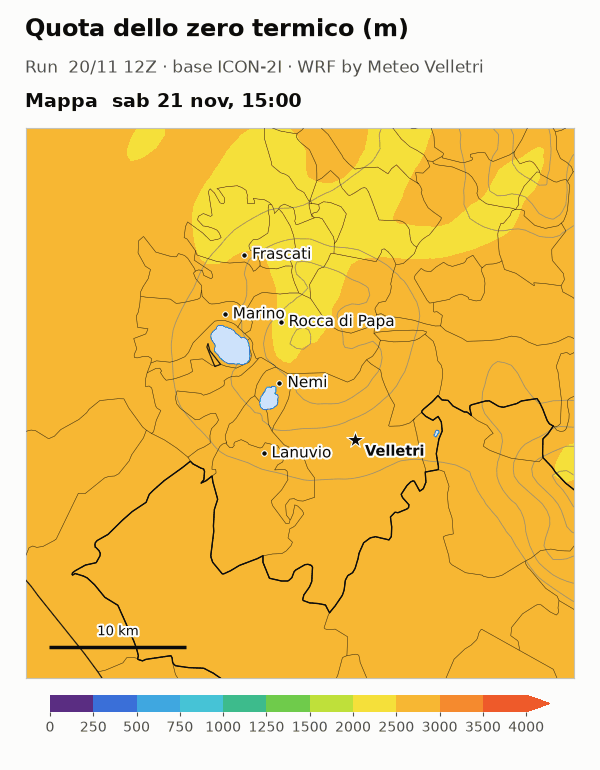 Quota dello zero termico (m)
Run  20/11 12Z · base ICON-2I · WRF by Meteo Velletri
Mappa  sab 21 nov, 15:00
Frascati
Marino
Rocca di Papa
Nemi
Velletri
Lanuvio
10 km
0 250 500 750 1000 1250 1500 2000 2500 3000 3500 4000